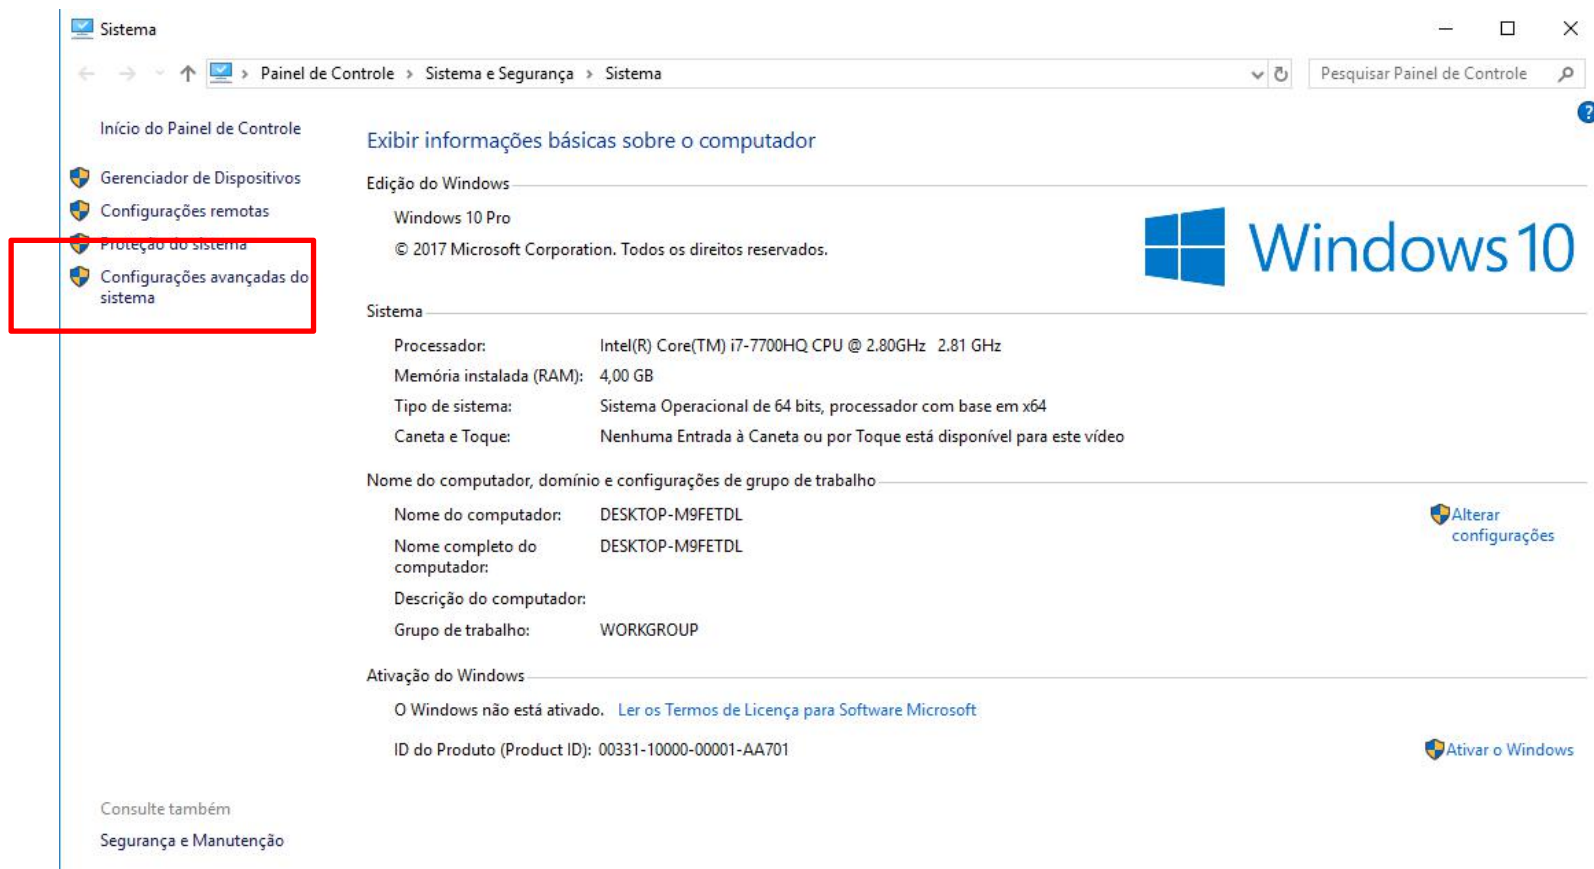 Sistema
Painel de Controle > Sistema e Segurança > Sistema
Pesquisar Painel de Controle
?
Início do Painel de Controle
Gerenciador de Dispositivos
Configurações remotas
Proteção do sistema
Configurações avançadas do
sistema
Exibir informações básicas sobre o computador
Edição do Windows
Windows 10 Pro
© 2017 Microsoft Corporation. Todos os direitos reservados.
Windows 10
Sistema
Processador: Intel(R) Core(TM) i7-7700HQ CPU @ 2.80GHz 2.81 GHz
Memória instalada (RAM): 4,00 GB
Tipo de sistema: Sistema Operacional de 64 bits, processador com base em x64
Caneta e Toque: Nenhuma Entrada à Caneta ou por Toque está disponível para este vídeo
Nome do computador, domínio e configurações de grupo de trabalho
Nome do computador: DESKTOP-M9FETDL
Nome completo do DESKTOP-M9FETDL
computador:
Descrição do computador:
Grupo de trabalho: WORKGROUP
Alterar
configurações
Ativação do Windows
O Windows não está ativado. Ler os Termos de Licença para Software Microsoft
ID do Produto (Product ID): 00331-10000-00001-AA701
Ativar o Windows
Consulte também
Segurança e Manutenção